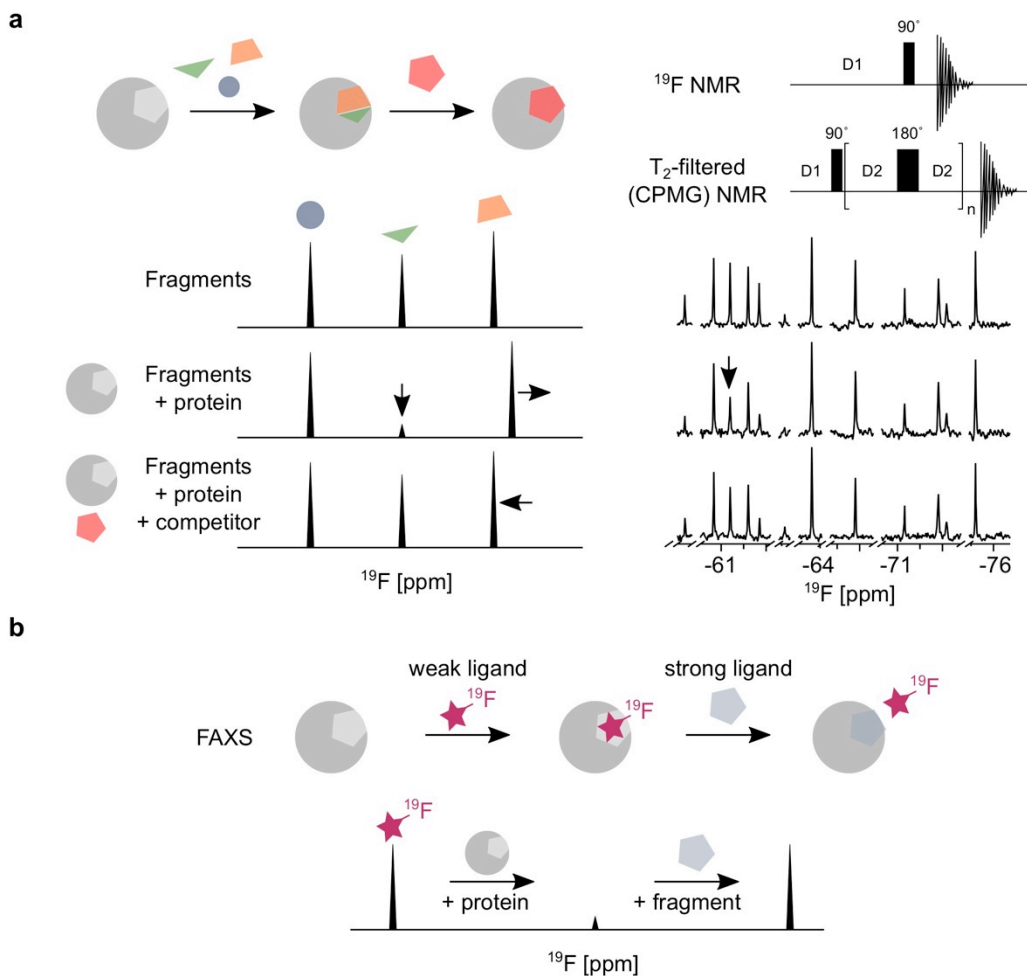 a
90°
D1
¹⁹F NMR
90°
180°
D1
D2
D2
n
T₂-filtered
(CPMG) NMR
Fragments
Fragments
+ protein
Fragments
+ protein
+ competitor
¹⁹F [ppm]
-61
-64
-71
-76
¹⁹F [ppm]
b
weak ligand
strong ligand
¹⁹F
¹⁹F
¹⁹F
FAXS
¹⁹F
+ protein
+ fragment
¹⁹F [ppm]